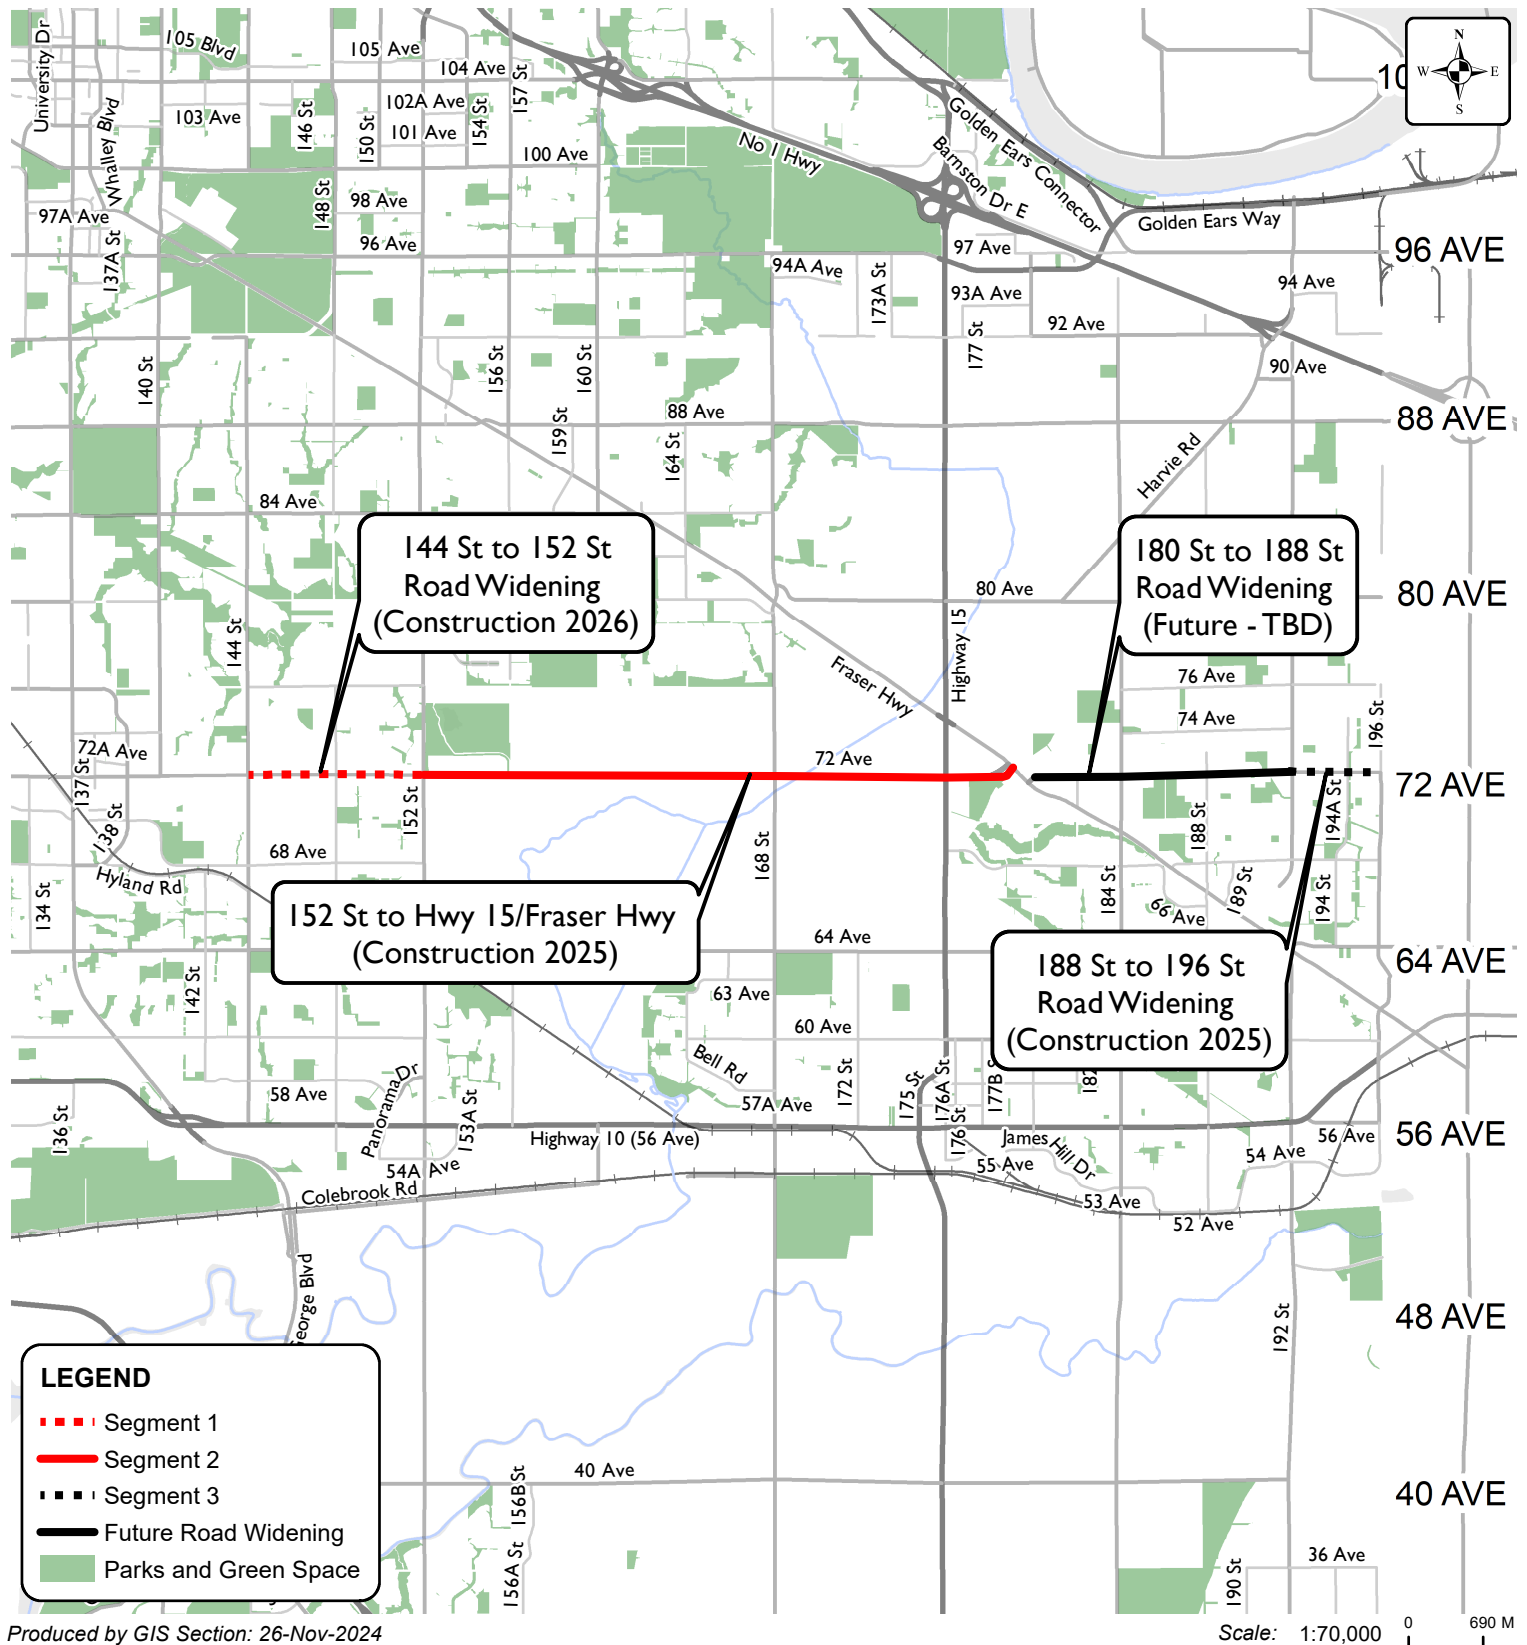 University Dr
105 Blvd
105 Ave
104 Ave
157 St
Whalley Blvd
103 Ave
146 St
150 St
102A Ave
101 Ave
154 St
100 Ave
No 1 Hwy
Golden Ears Connector
Barnston Dr E
Golden Ears Way
10
N
W
E
S
97A Ave
137A St
148 St
98 Ave
96 Ave
97 Ave
94A Ave
173A St
93A Ave
94 Ave
96 AVE
177 St
92 Ave
90 Ave
140 St
156 St
160 St
159 St
88 Ave
164 St
88 AVE
Harvie Rd
84 Ave
144 St to 152 St
Road Widening
(Construction 2026)
180 St to 188 St
Road Widening
(Future - TBD)
80 Ave
80 AVE
144 St
Fraser Hwy
Highway 15
76 Ave
74 Ave
196 St
72A Ave
137 St
72 Ave
72 AVE
138 St
152 St
168 St
188 St
194A St
68 Ave
Hyland Rd
134 St
184 St
66 Ave
189 St
194 St
152 St to Hwy 15/Fraser Hwy
(Construction 2025)
64 Ave
188 St to 196 St
Road Widening
(Construction 2025)
64 AVE
142 St
63 Ave
60 Ave
Bell Rd
58 Ave
Panorama Dr
153A St
57A Ave
172 St
175 St
176A St
177B S
182
136 St
Highway 10 (56 Ave)
176 St
James Hill Dr
56 Ave
56 AVE
54A Ave
55 Ave
54 Ave
Colebrook Rd
53 Ave
52 Ave
George Blvd
192 St
48 AVE
LEGEND
Segment 1
Segment 2
Segment 3
Future Road Widening
Parks and Green Space
40 Ave
40 AVE
156B St
156A St
190 St
36 Ave
Produced by GIS Section: 26-Nov-2024
Scale: 1:70,000
0 690 M